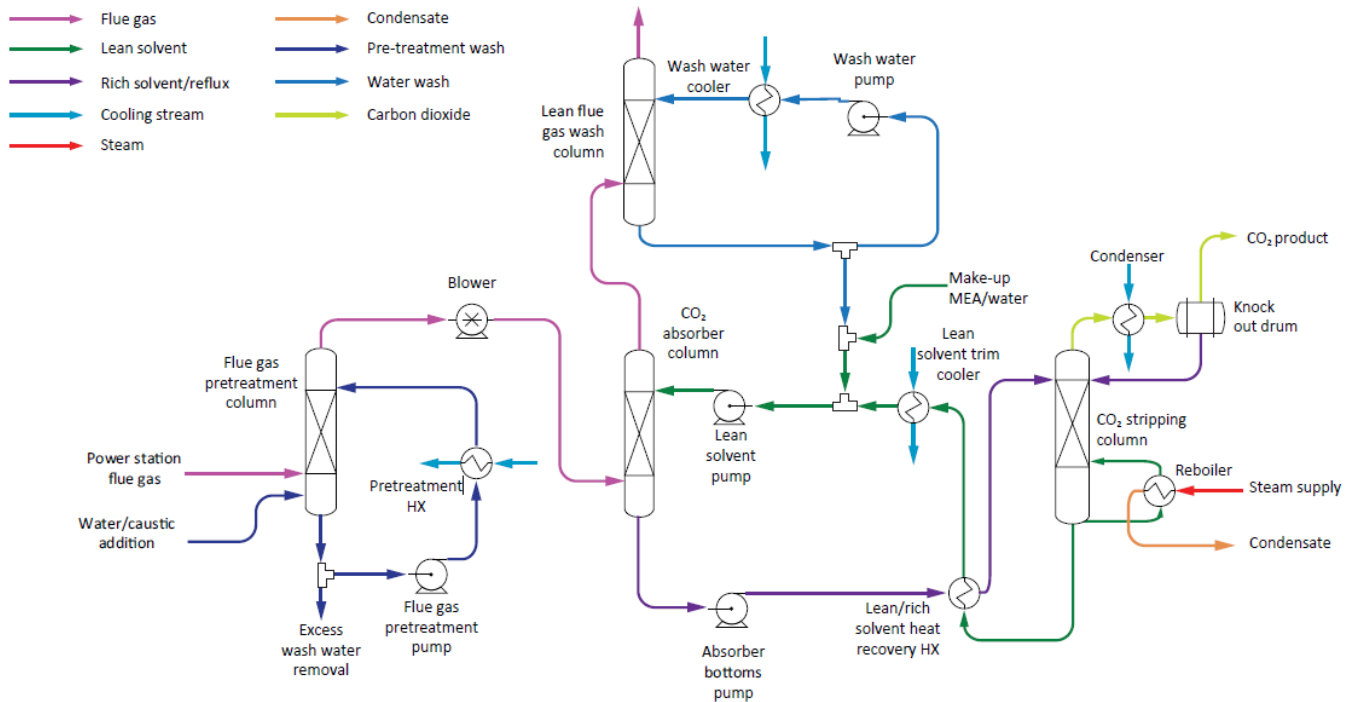 Flue gas
Lean solvent
Rich solvent/reflux
Cooling stream
Steam
Condensate
Pre-treatment wash
Water wash
Carbon dioxide
Wash water
cooler
Wash water
pump
Lean flue
gas wash
column
Blower
CO₂
absorber
column
Make-up
MEA/water
Lean
solvent trim
cooler
Condenser
CO₂ product
Knock
out drum
Flue gas
pretreatment
column
Power station
flue gas
Water/caustic
addition
Pretreatment
HX
Excess
wash water
removal
Flue gas
pretreatment
pump
Lean
solvent
pump
Absorber
bottoms
pump
Lean/rich
solvent heat
recovery HX
CO₂ stripping
column
Reboiler
Steam supply
Condensate